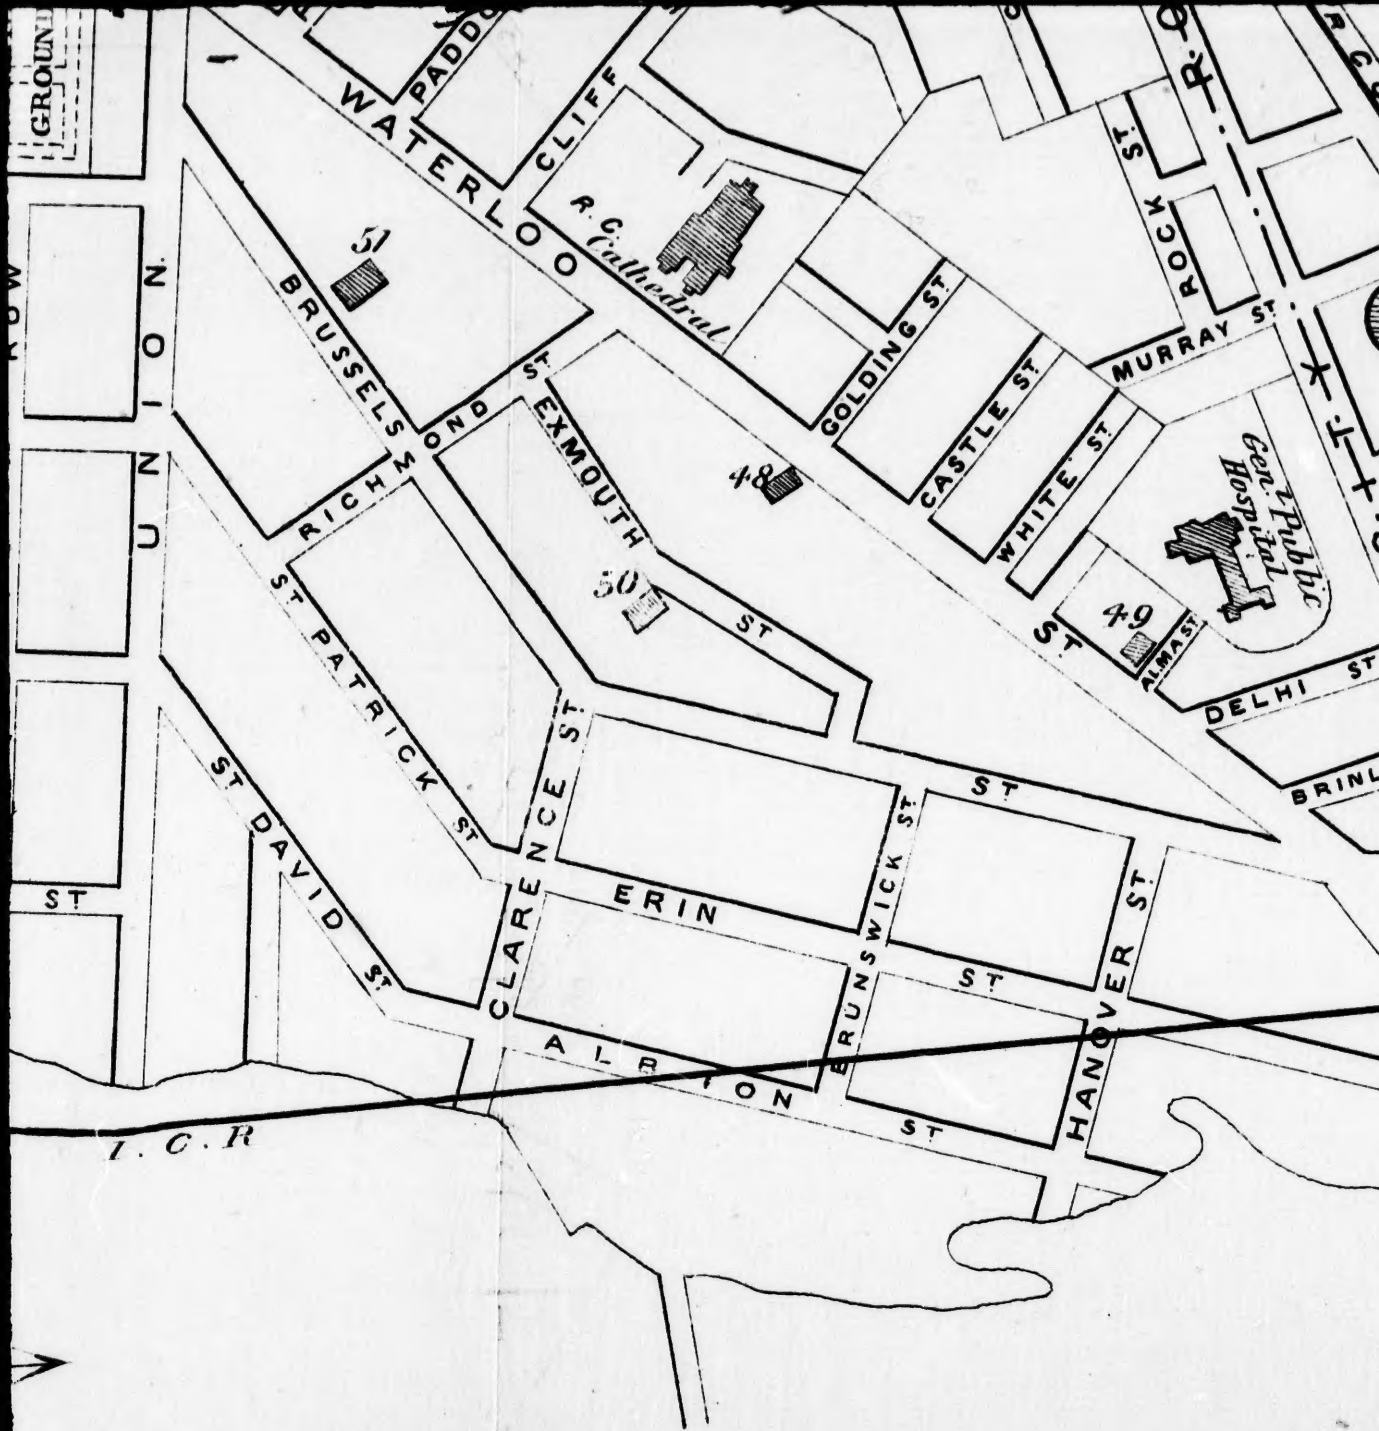 GROUND
PADDO
CLIFF
WATERLOO ST
R. C. Cathedral
ROCK ST.
MURRAY ST
51
UNION.
BRUSSELS
ST
RICHMOND ST
EXMOUTH ST
GOLDING ST
CASTLE ST
WHITE ST
48
50
49
ALMA ST
Gen.l Public
Hospital
DELHI ST
BRINL
ST PATRICK ST
ST DAVID ST
CLARENCE ST.
ERIN ST
BRUNSWICK ST
HANOVER ST
ALBION ST
ST
I. C. R